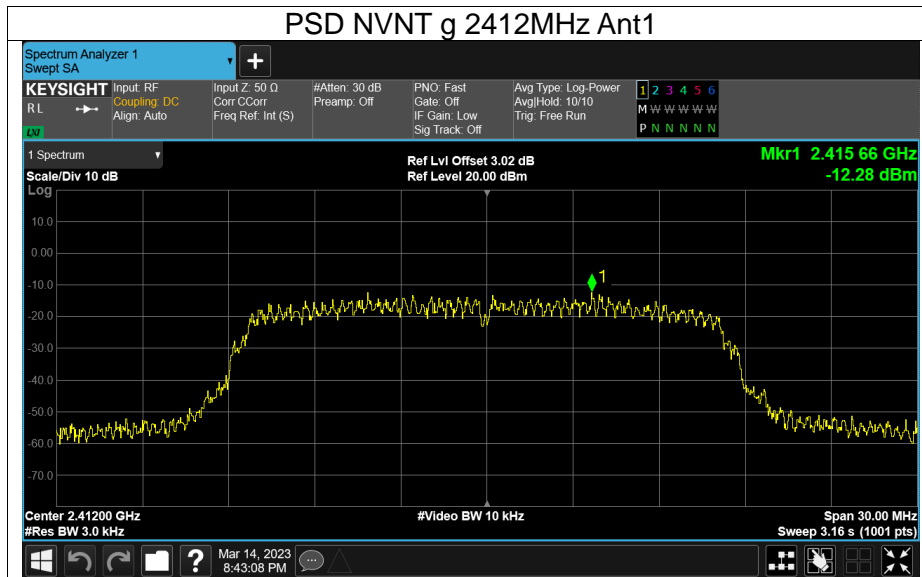 PSD NVNT g 2412MHz Ant1
Spectrum Analyzer 1
Swept SA
+
KEYSIGHT
R L
LXI
Input: RF
Coupling: DC
Align: Auto
Input Z: 50 Ω
Corr CCorr
Freq Ref: Int (S)
#Atten: 30 dB
Preamp: Off
PNO: Fast
Gate: Off
IF Gain: Low
Sig Track: Off
Avg Type: Log-Power
Avg|Hold: 10/10
Trig: Free Run
1 2 3 4 5 6
M W W W W W
P N N N N N
1 Spectrum
Scale/Div 10 dB
Ref Lvl Offset 3.02 dB
Ref Level 20.00 dBm
Mkr1 2.415 66 GHz
-12.28 dBm
Log
10.0
0.00
-10.0
-20.0
-30.0
-40.0
-50.0
-60.0
-70.0
1
Center 2.41200 GHz
#Res BW 3.0 kHz
#Video BW 10 kHz
Span 30.00 MHz
Sweep 3.16 s (1001 pts)
?
Mar 14, 2023
8:43:08 PM